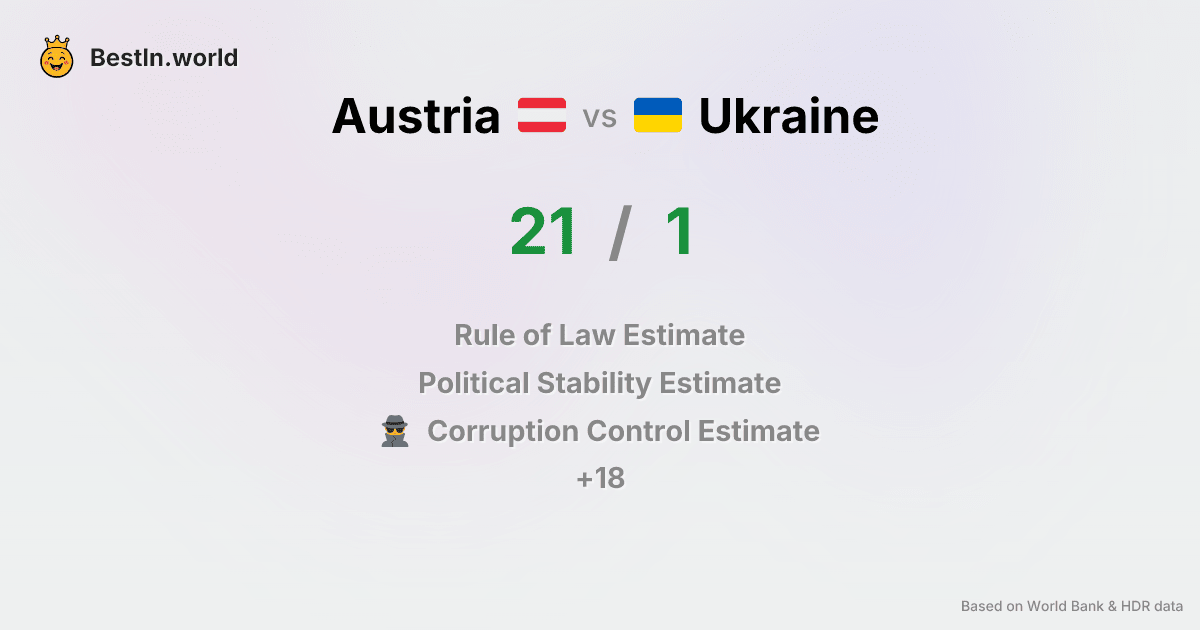 BestIn.world
Austria vs Ukraine
21 / 1
Rule of Law Estimate
Political Stability Estimate
Corruption Control Estimate
+18
Based on World Bank & HDR data